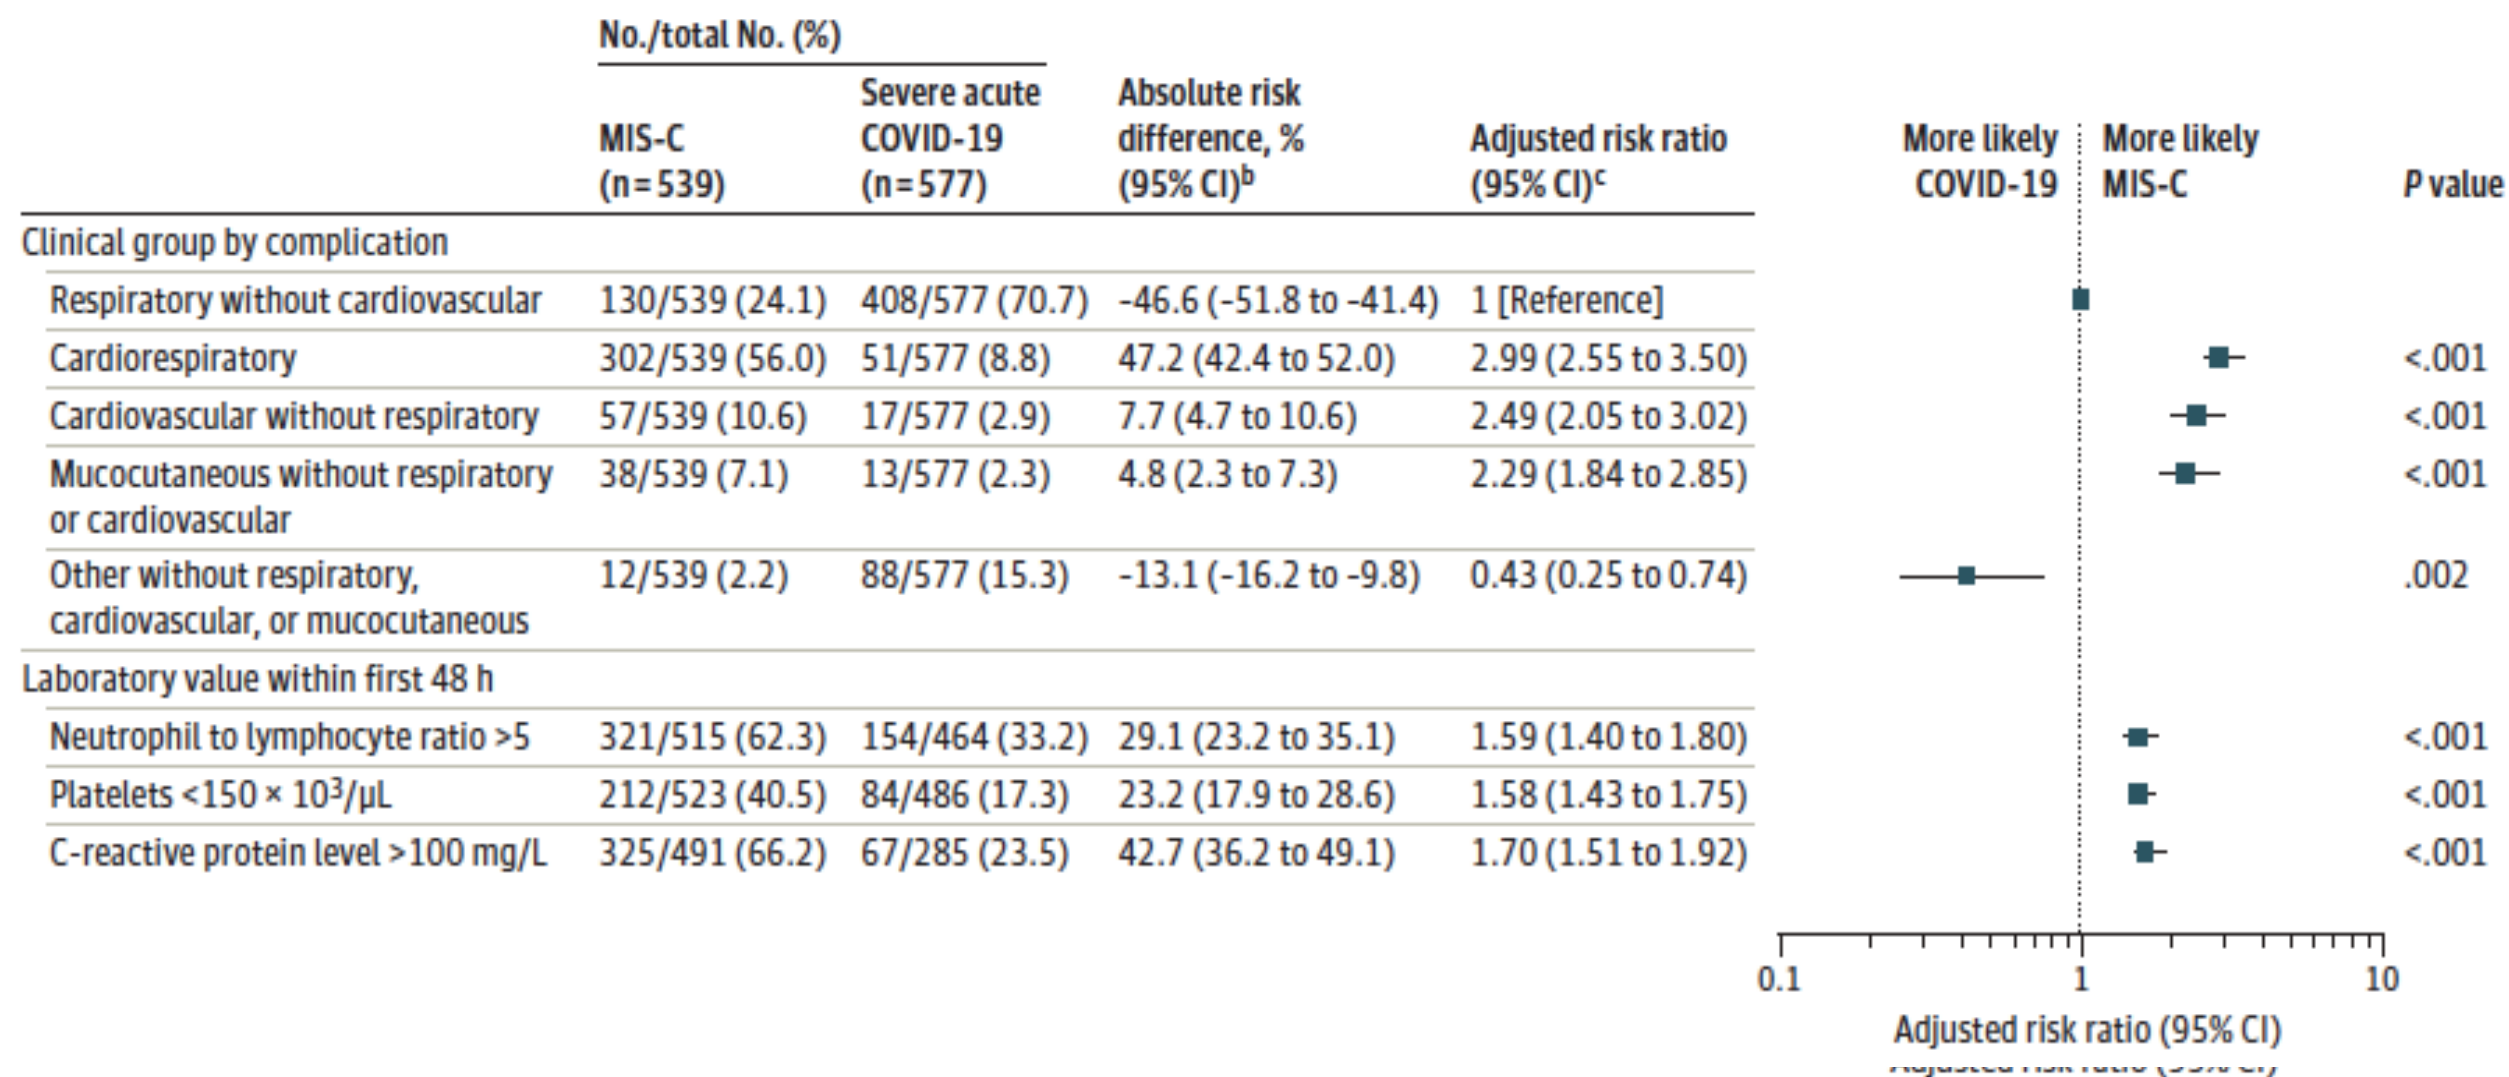 No./total No. (%)
MIS-C (n=539) Severe acute COVID-19 (n=577) Absolute risk difference, % (95% CI)b Adjusted risk ratio (95% CI)c More likely COVID-19 More likely MIS-C P value
Clinical group by complication
Respiratory without cardiovascular 130/539 (24.1) 408/577 (70.7) -46.6 (-51.8 to -41.4) 1 [Reference]
Cardiorespiratory 302/539 (56.0) 51/577 (8.8) 47.2 (42.4 to 52.0) 2.99 (2.55 to 3.50) <.001
Cardiovascular without respiratory 57/539 (10.6) 17/577 (2.9) 7.7 (4.7 to 10.6) 2.49 (2.05 to 3.02) <.001
Mucocutaneous without respiratory 38/539 (7.1) 13/577 (2.3) 4.8 (2.3 to 7.3) 2.29 (1.84 to 2.85) <.001
or cardiovascular
Other without respiratory, 12/539 (2.2) 88/577 (15.3) -13.1 (-16.2 to -9.8) 0.43 (0.25 to 0.74) .002
cardiovascular, or mucocutaneous
Laboratory value within first 48 h
Neutrophil to lymphocyte ratio >5 321/515 (62.3) 154/464 (33.2) 29.1 (23.2 to 35.1) 1.59 (1.40 to 1.80) <.001
Platelets <150 × 10³/μL 212/523 (40.5) 84/486 (17.3) 23.2 (17.9 to 28.6) 1.58 (1.43 to 1.75) <.001
C-reactive protein level >100 mg/L 325/491 (66.2) 67/285 (23.5) 42.7 (36.2 to 49.1) 1.70 (1.51 to 1.92) <.001
0.1 1 10
Adjusted risk ratio (95% CI)